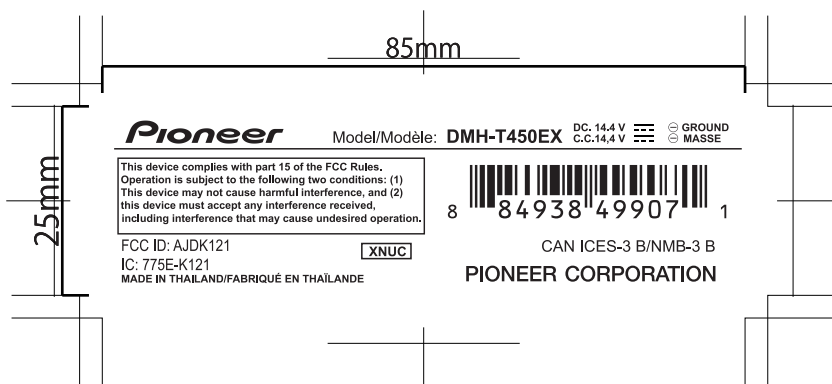 85mm
25mm
Pioneer
Model/Modèle: DMH-T450EX
DC. 14.4 V ⊖ GROUND
C.C.14,4 V ⊖ MASSE
This device complies with part 15 of the FCC Rules.
Operation is subject to the following two conditions: (1)
This device may not cause harmful interference, and (2)
this device must accept any interference received,
including interference that may cause undesired operation.
8 84938 49907 1
FCC ID: AJDK121
IC: 775E-K121
XNUC
MADE IN THAILAND/FABRIQUÉ EN THAÏLANDE
CAN ICES-3 B/NMB-3 B
PIONEER CORPORATION